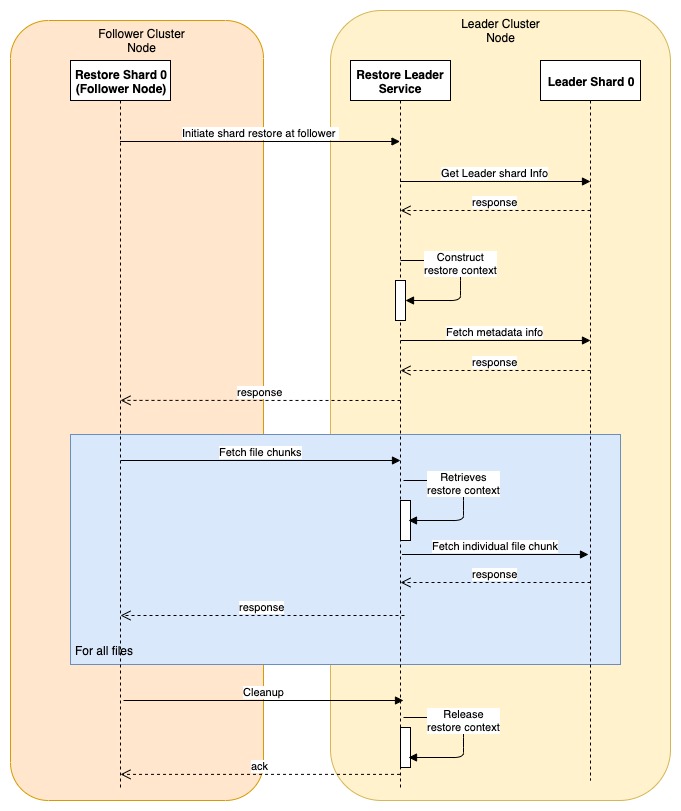 Follower Cluster
Node
Leader Cluster
Node
Restore Shard 0
(Follower Node)
Restore Leader
Service
Leader Shard 0
Initiate shard restore at follower
Get Leader shard Info
response
Construct
restore context
Fetch metadata info
response
response
Fetch file chunks
Retrieves
restore context
Fetch individual file chunk
response
response
For all files
Cleanup
Release
restore context
ack